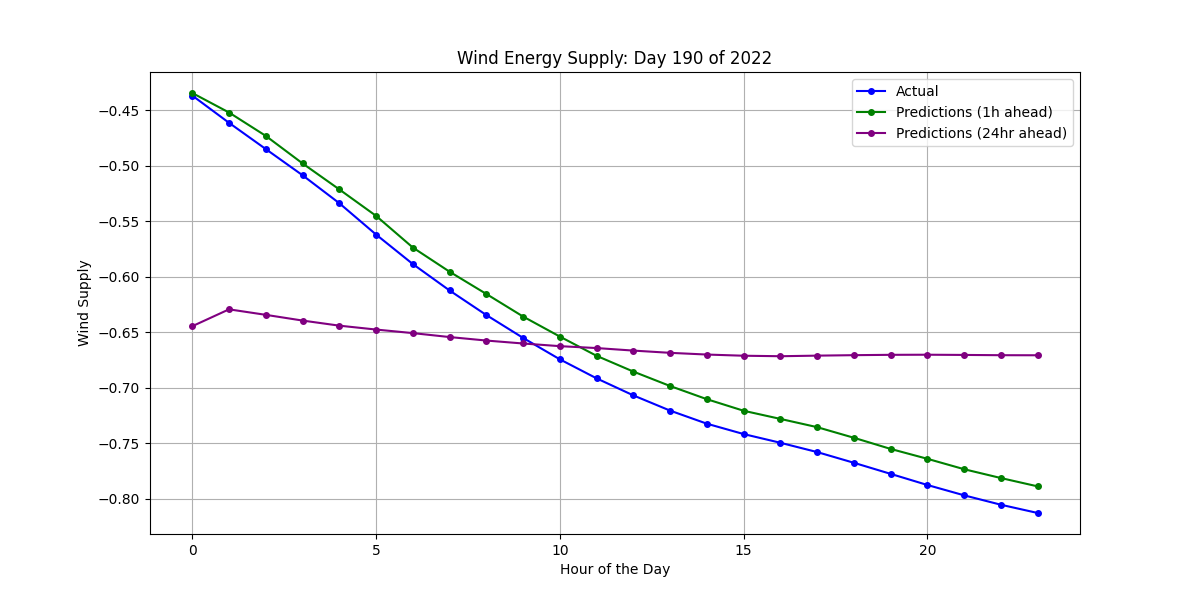 Wind Energy Supply: Day 190 of 2022
Actual
Predictions (1h ahead)
Predictions (24hr ahead)
Wind Supply
−0.45
−0.50
−0.55
−0.60
−0.65
−0.70
−0.75
−0.80
0 5 10 15 20
Hour of the Day